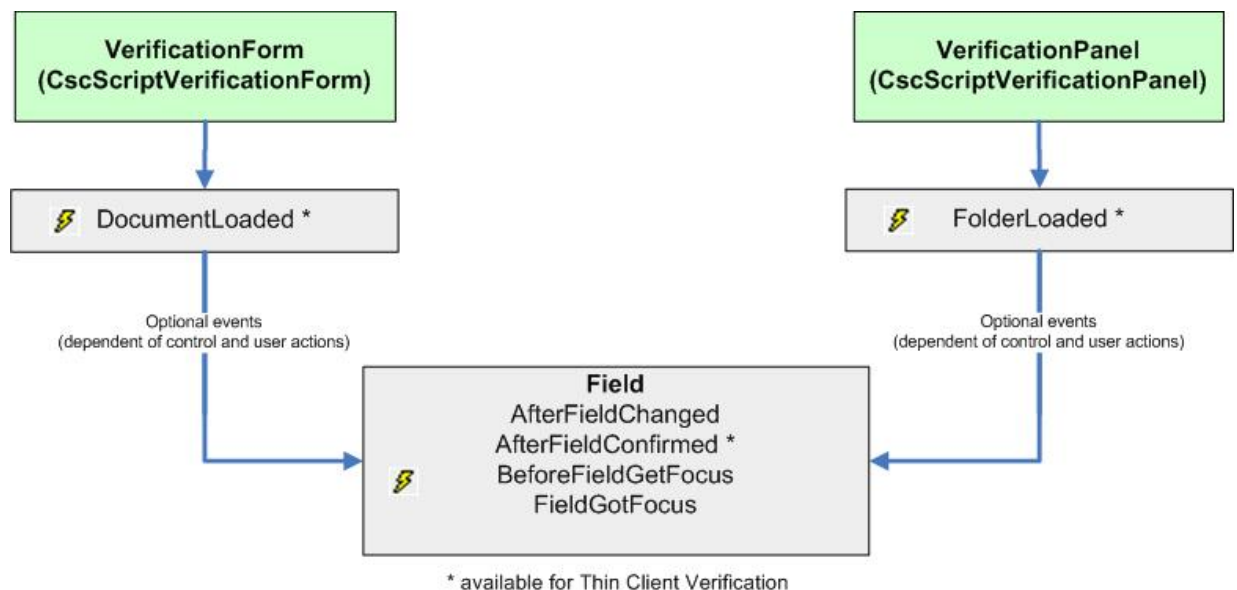 VerificationForm
(CscScriptVerificationForm)
VerificationPanel
(CscScriptVerificationPanel)
DocumentLoaded *
FolderLoaded *
Optional events
(dependent of control and user actions)
Optional events
(dependent of control and user actions)
Field
AfterFieldChanged
AfterFieldConfirmed *
BeforeFieldGetFocus
FieldGotFocus
* available for Thin Client Verification